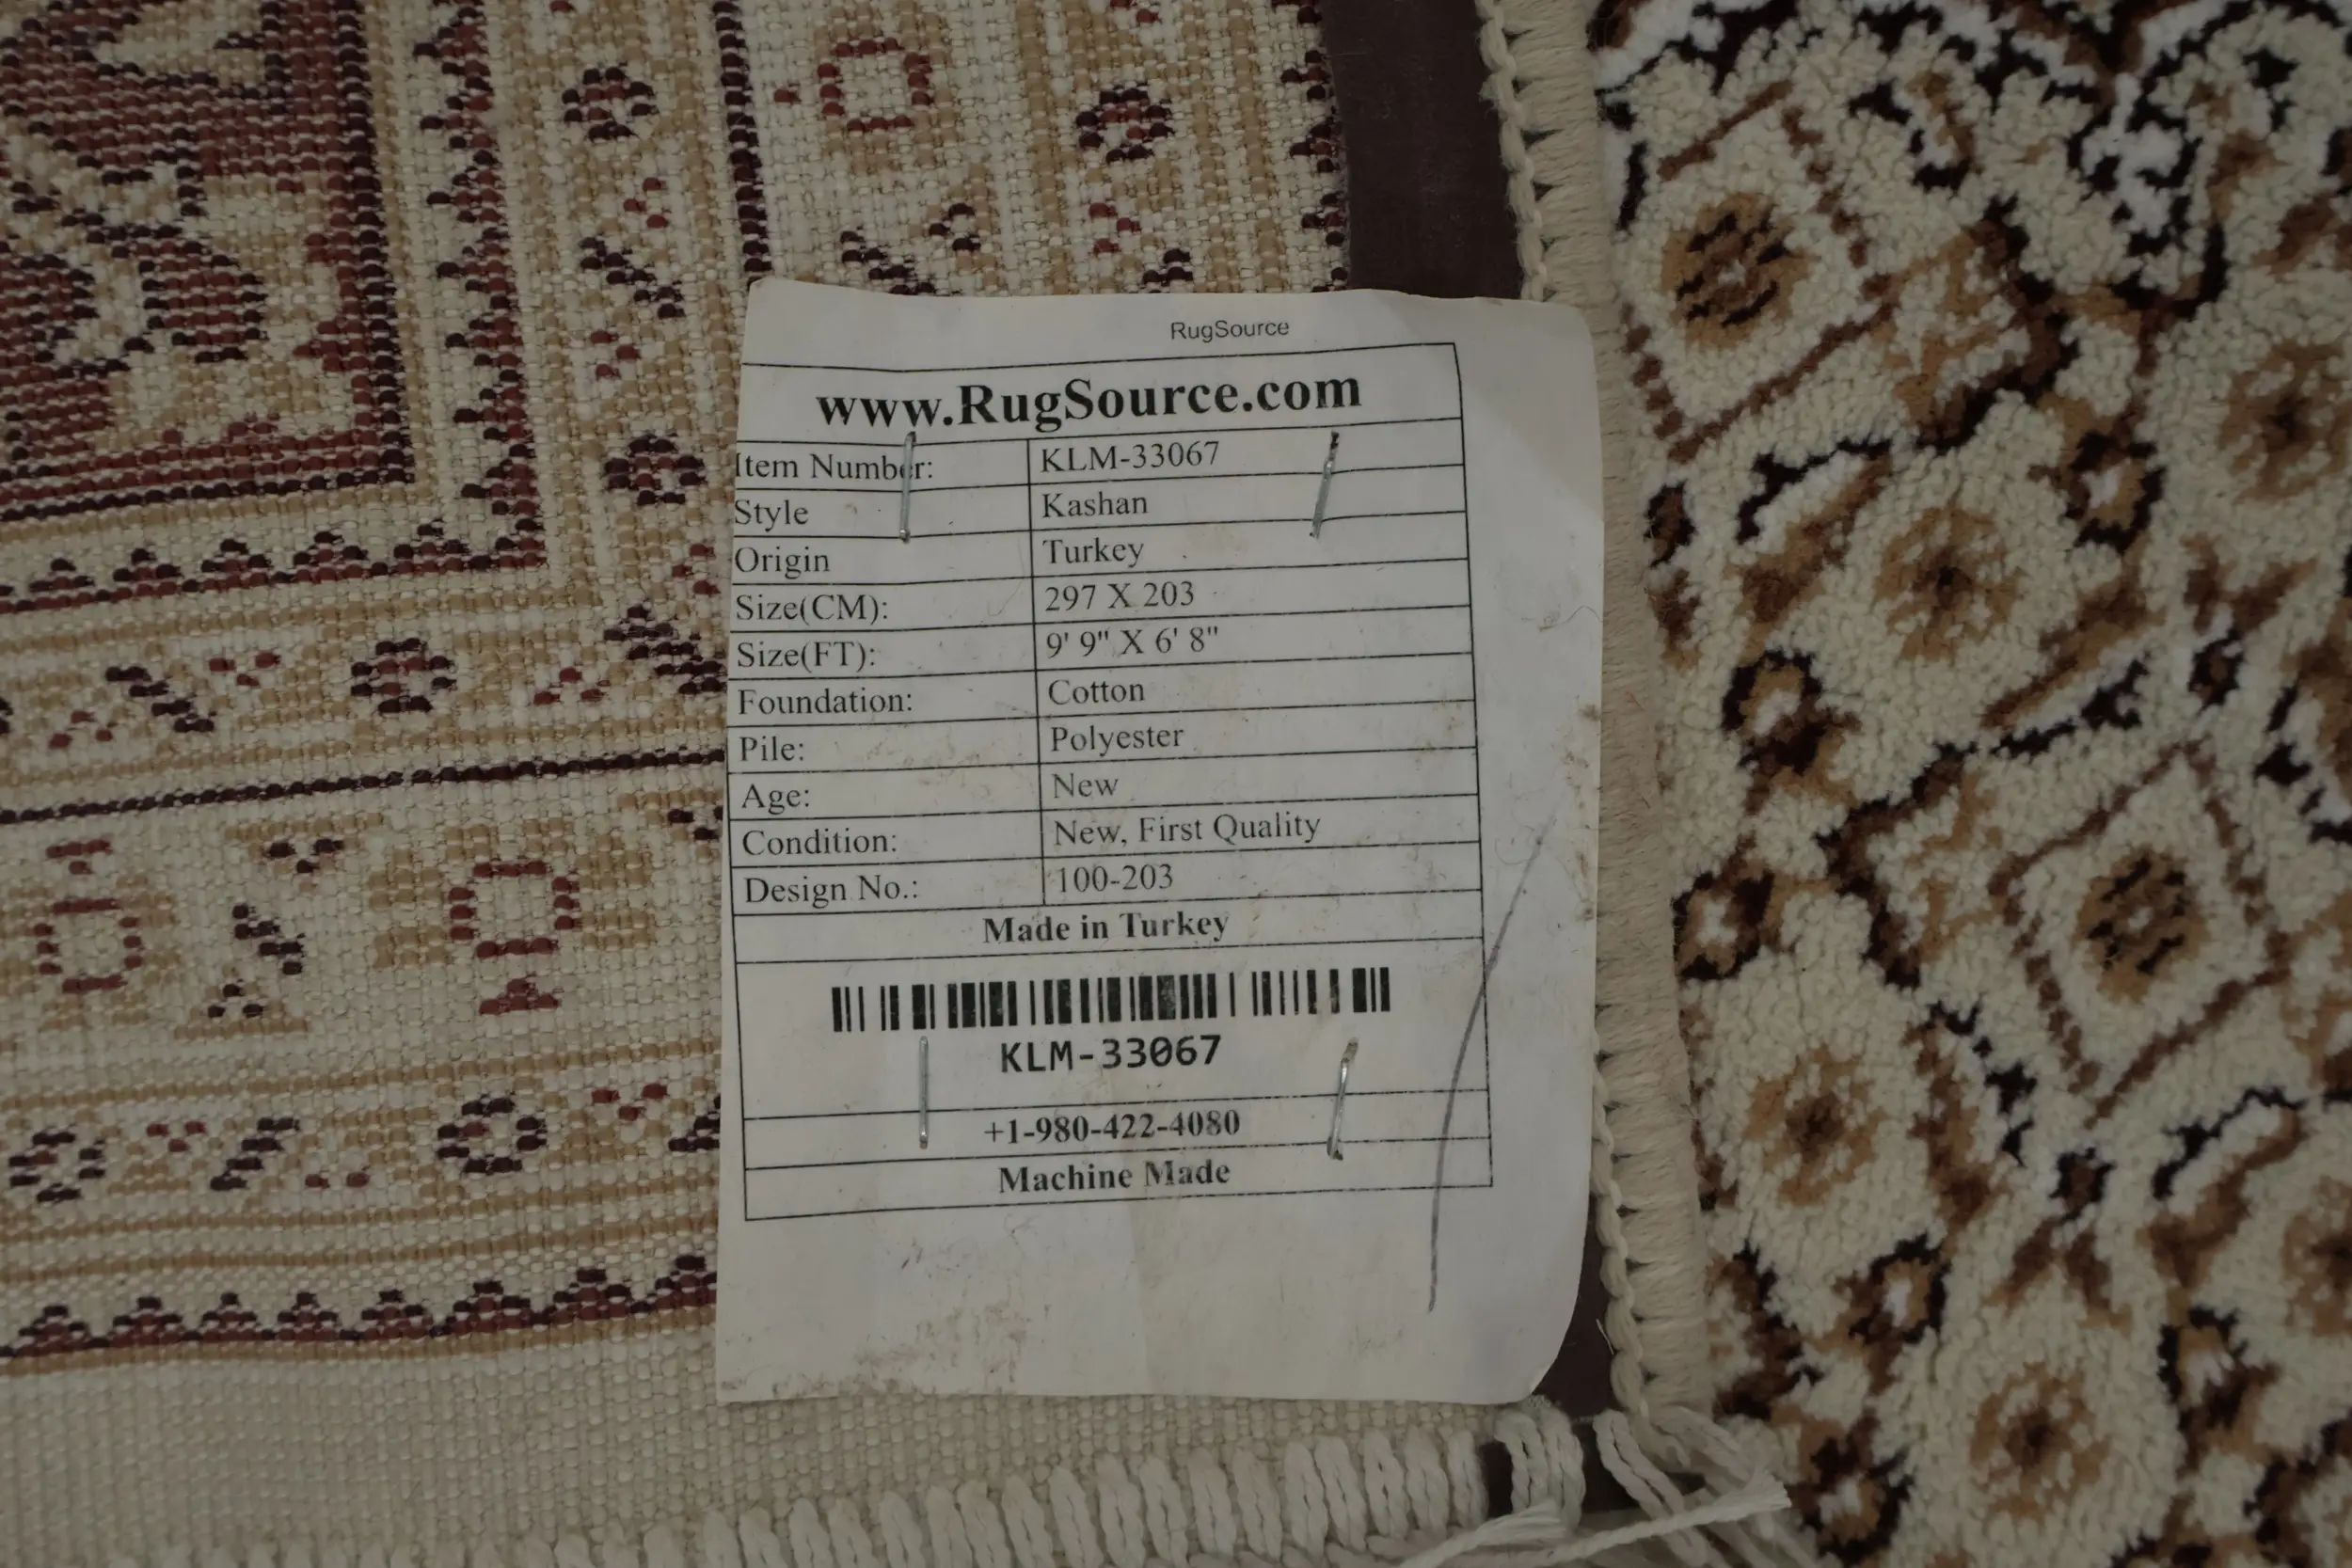 RugSource
www.RugSource.com
Item Number: KLM-33067
Style Kashan
Origin Turkey
Size(CM): 297 X 203
Size(FT): 9' 9" X 6' 8"
Foundation: Cotton
Pile: Polyester
Age: New
Condition: New, First Quality
Design No.: 100-203
Made in Turkey
KLM-33067
+1-980-422-4080
Machine Made